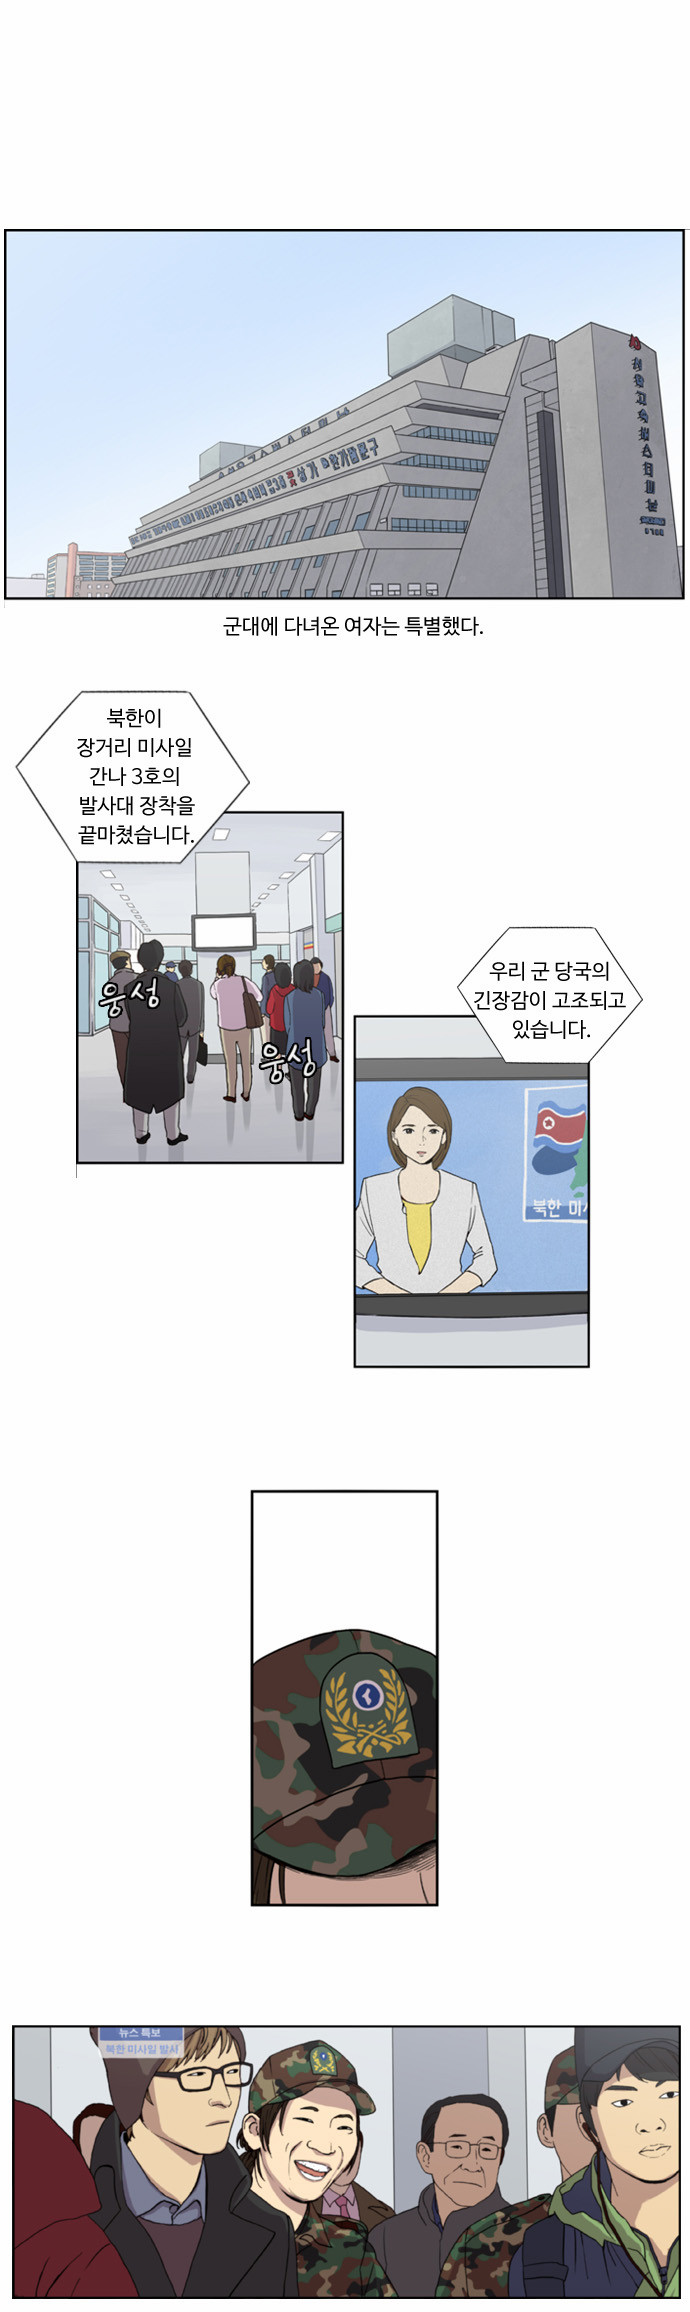 군대에 다녀온 여자는 특별했다.
북한이
장거리 미사일
간나 3호의
발사대 장착을
끝마쳤습니다.
웅성
웅성
우리 군 당국의
긴장감이 고조되고
있습니다.
북한 미사
뉴스 특보
북한 미사일 발사